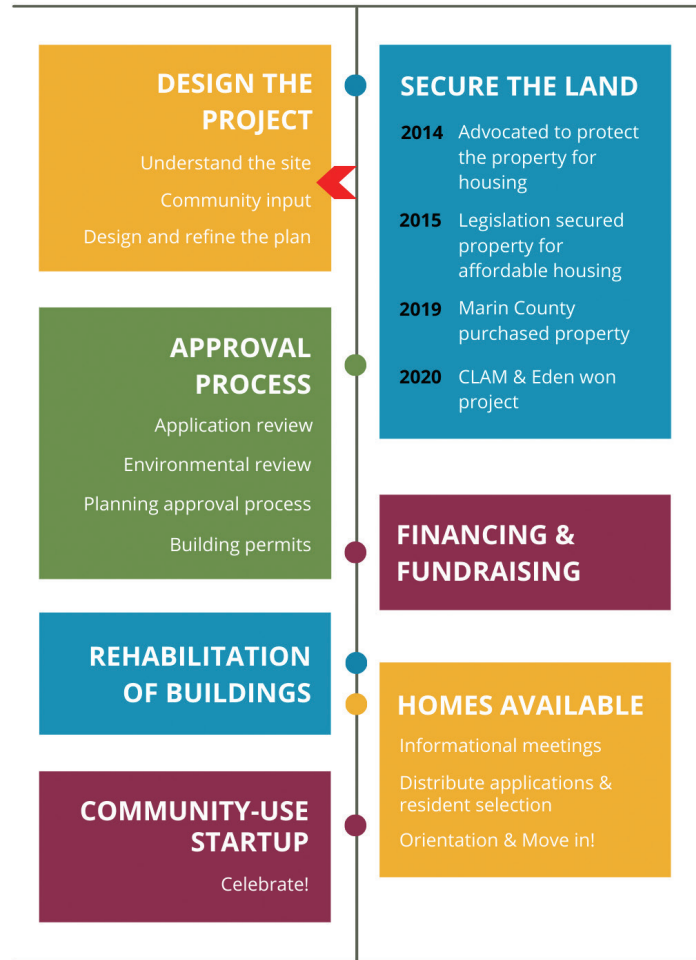 DESIGN THE
PROJECT
Understand the site
Community input
Design and refine the plan
SECURE THE LAND
2014 Advocated to protect
the property for
housing
2015 Legislation secured
property for
affordable housing
2019 Marin County
purchased property
2020 CLAM & Eden won
project
APPROVAL
PROCESS
Application review
Environmental review
Planning approval process
Building permits
FINANCING &
FUNDRAISING
REHABILITATION
OF BUILDINGS
HOMES AVAILABLE
Informational meetings
Distribute applications &
resident selection
Orientation & Move in!
COMMUNITY-USE
STARTUP
Celebrate!